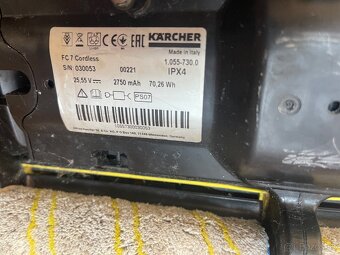 KÄRCHER
Made in Italy
FC 7 Cordless
1.055-730.0
S/N: 030053
00221
IPX4
25,55 V
2750 mAh
70,26 Wh
PS07